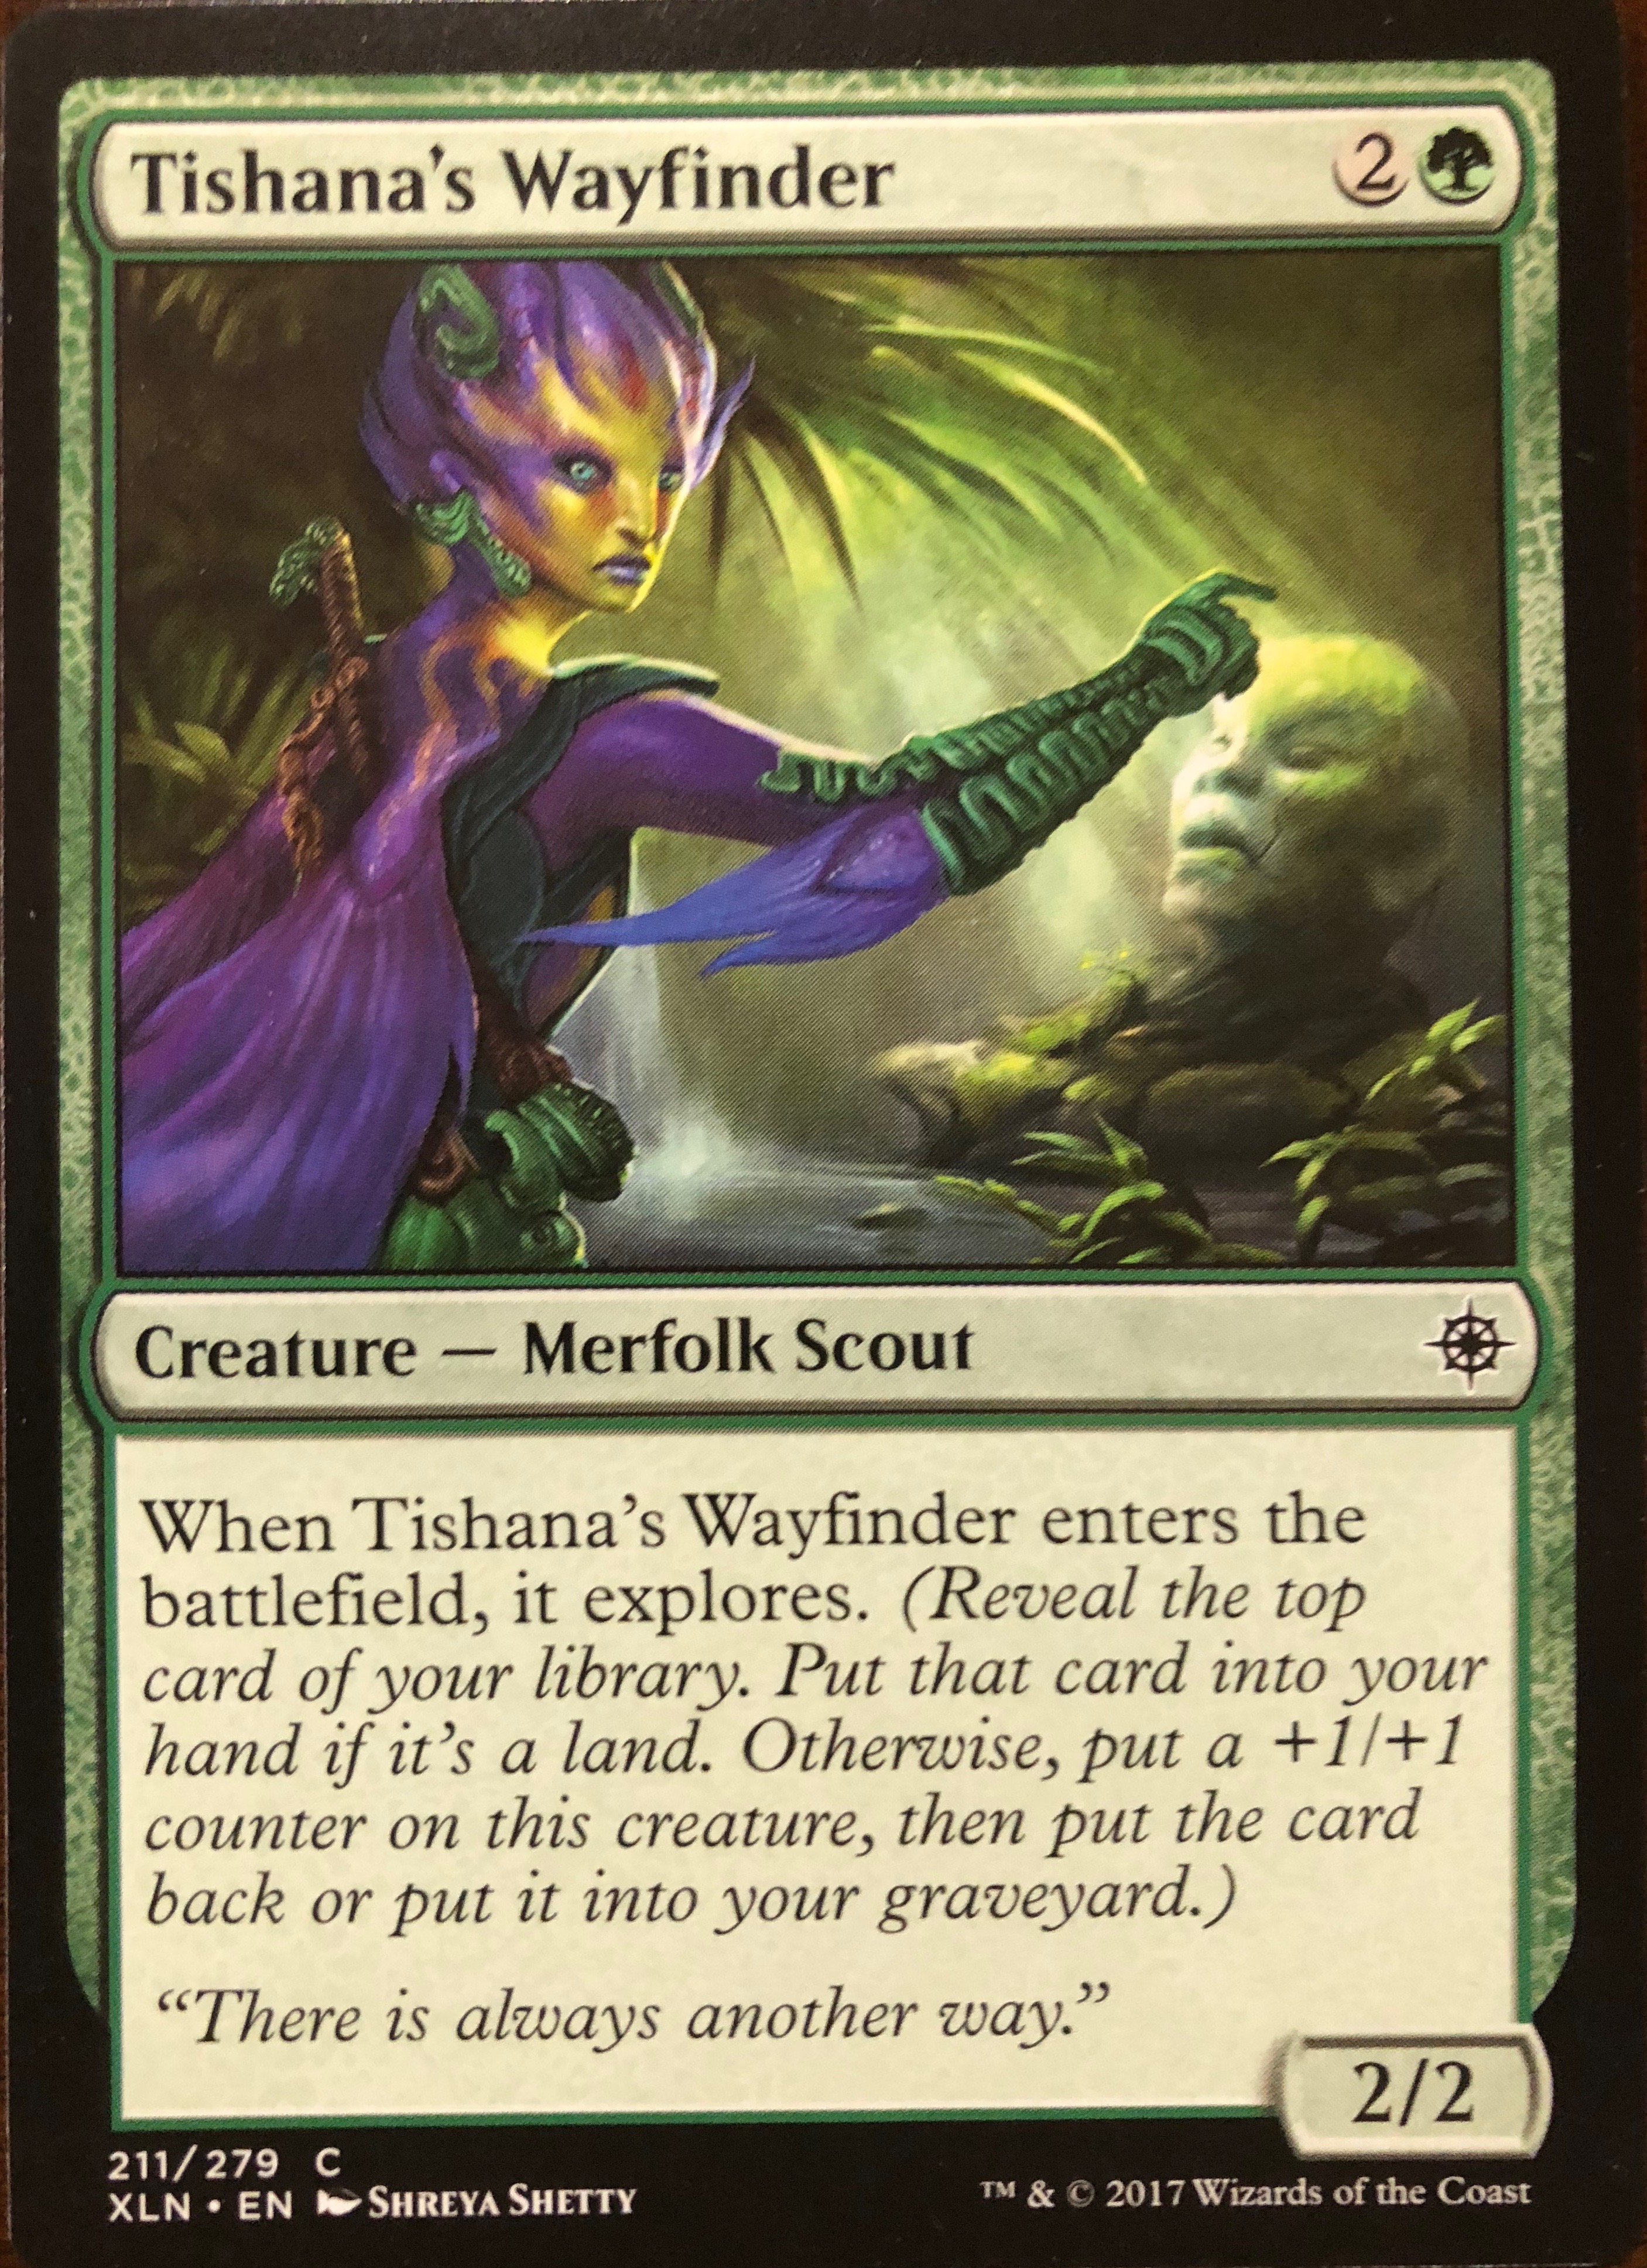 Tishana's Wayfinder 2
Creature — Merfolk Scout
When Tishana's Wayfinder enters the
battlefield, it explores. (Reveal the top
card of your library. Put that card into your
hand if it's a land. Otherwise, put a +1/+1
counter on this creature, then put the card
back or put it into your graveyard.)
“There is always another way.”
2/2
211/279 C
XLN • EN Shreya Shetty
™ & © 2017 Wizards of the Coast